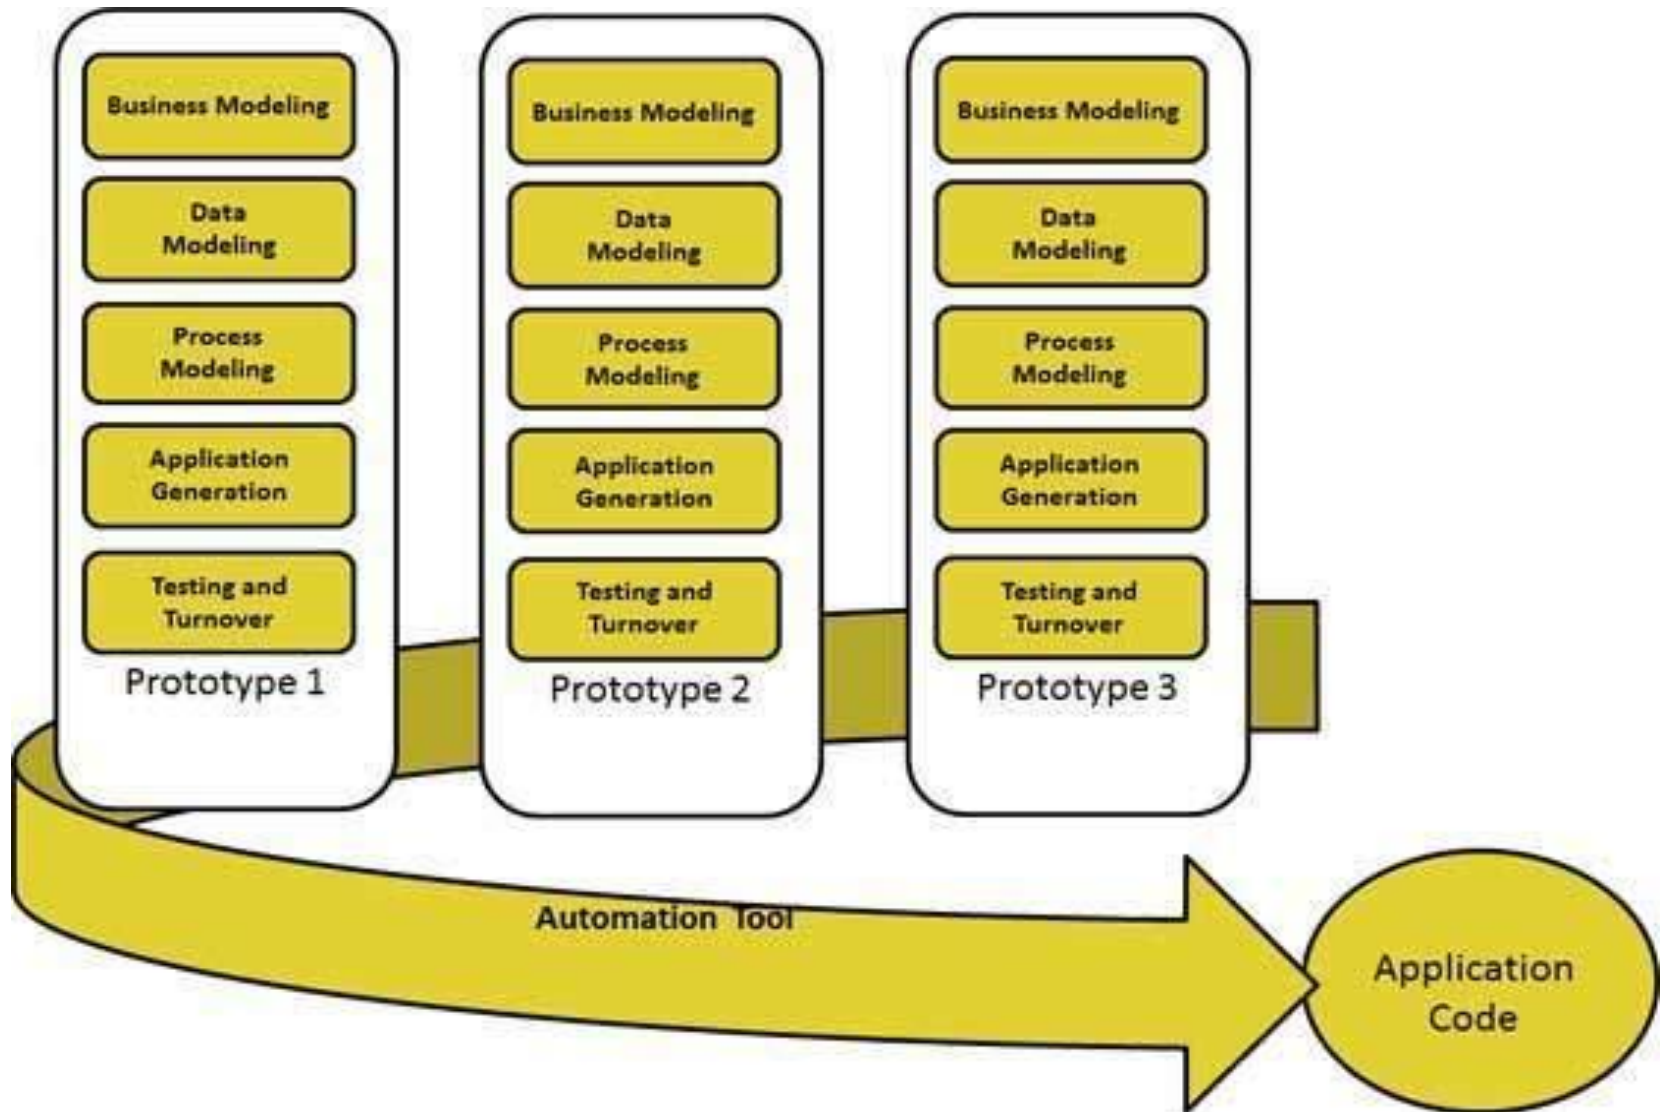 Business Modeling
Data
Modeling
Process
Modeling
Application
Generation
Testing and
Turnover
Prototype 1
Business Modeling
Data
Modeling
Process
Modeling
Application
Generation
Testing and
Turnover
Prototype 2
Business Modeling
Data
Modeling
Process
Modeling
Application
Generation
Testing and
Turnover
Prototype 3
Automation Tool
Application
Code